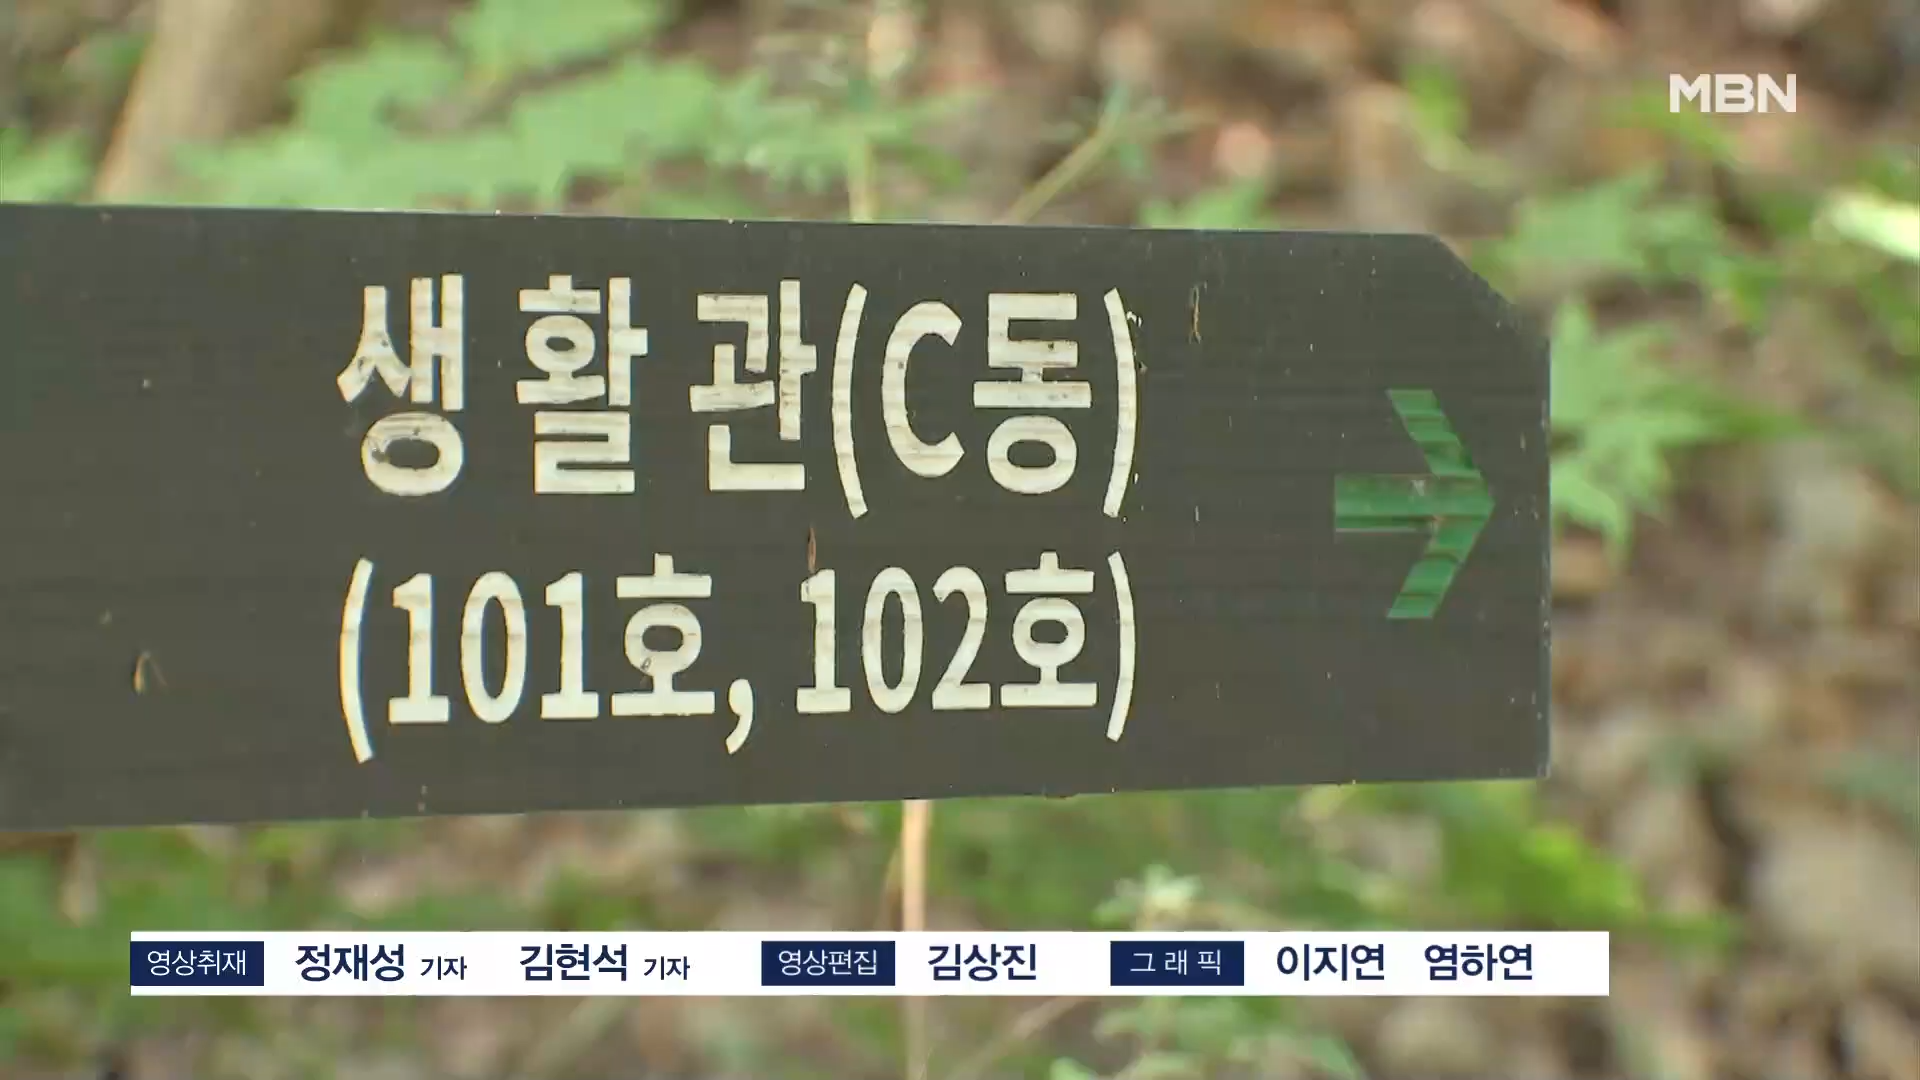 MBN
생활관(C동)
(101호, 102호)
영상취재 정재성 기자 김현석 기자 영상편집 김상진 그래픽 이지연 염하연